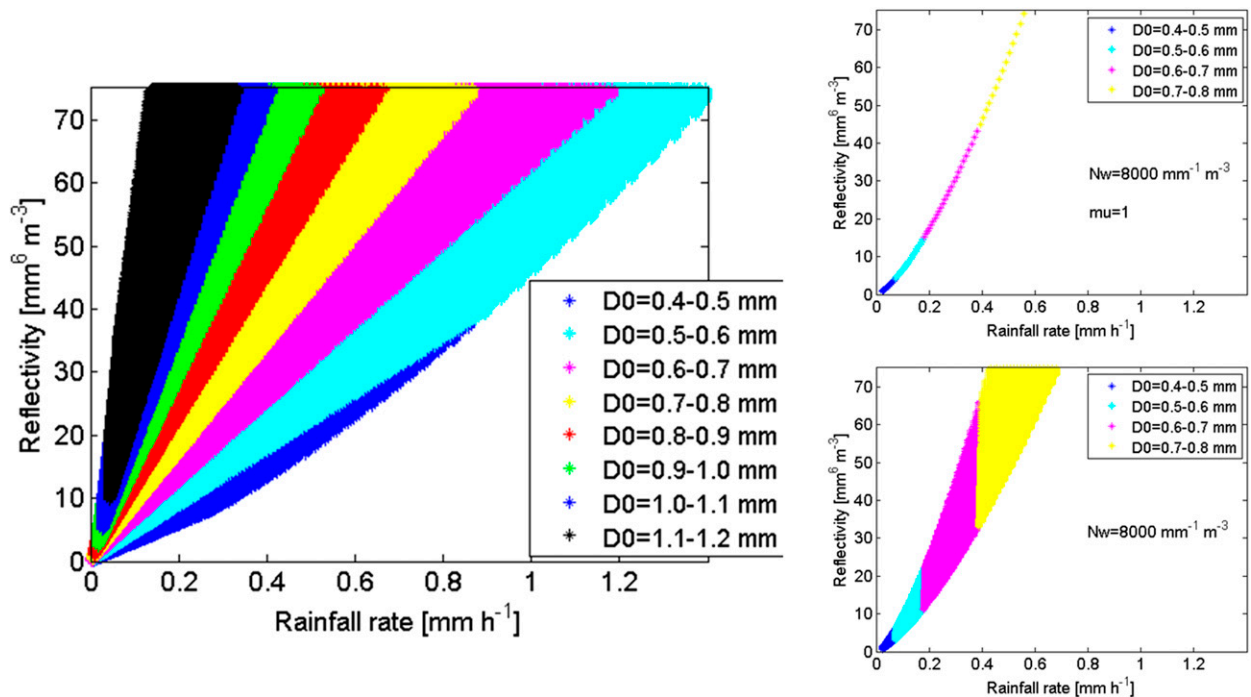 70
60
50
40
30
20
10
0
Reflectivity [mm⁶ m⁻³]
0 0.2 0.4 0.6 0.8 1 1.2
Rainfall rate [mm h⁻¹]
D0=0.4-0.5 mm
D0=0.5-0.6 mm
D0=0.6-0.7 mm
D0=0.7-0.8 mm
D0=0.8-0.9 mm
D0=0.9-1.0 mm
D0=1.0-1.1 mm
D0=1.1-1.2 mm
70
60
50
40
30
20
10
0
Reflectivity [mm⁶ m⁻³]
D0=0.4-0.5 mm
D0=0.5-0.6 mm
D0=0.6-0.7 mm
D0=0.7-0.8 mm
Nw=8000 mm⁻¹ m⁻³
mu=1
0 0.2 0.4 0.6 0.8 1 1.2
Rainfall rate [mm h⁻¹]
70
60
50
40
30
20
10
0
Reflectivity [mm⁶ m⁻³]
D0=0.4-0.5 mm
D0=0.5-0.6 mm
D0=0.6-0.7 mm
D0=0.7-0.8 mm
Nw=8000 mm⁻¹ m⁻³
0 0.2 0.4 0.6 0.8 1 1.2
Rainfall rate [mm h⁻¹]